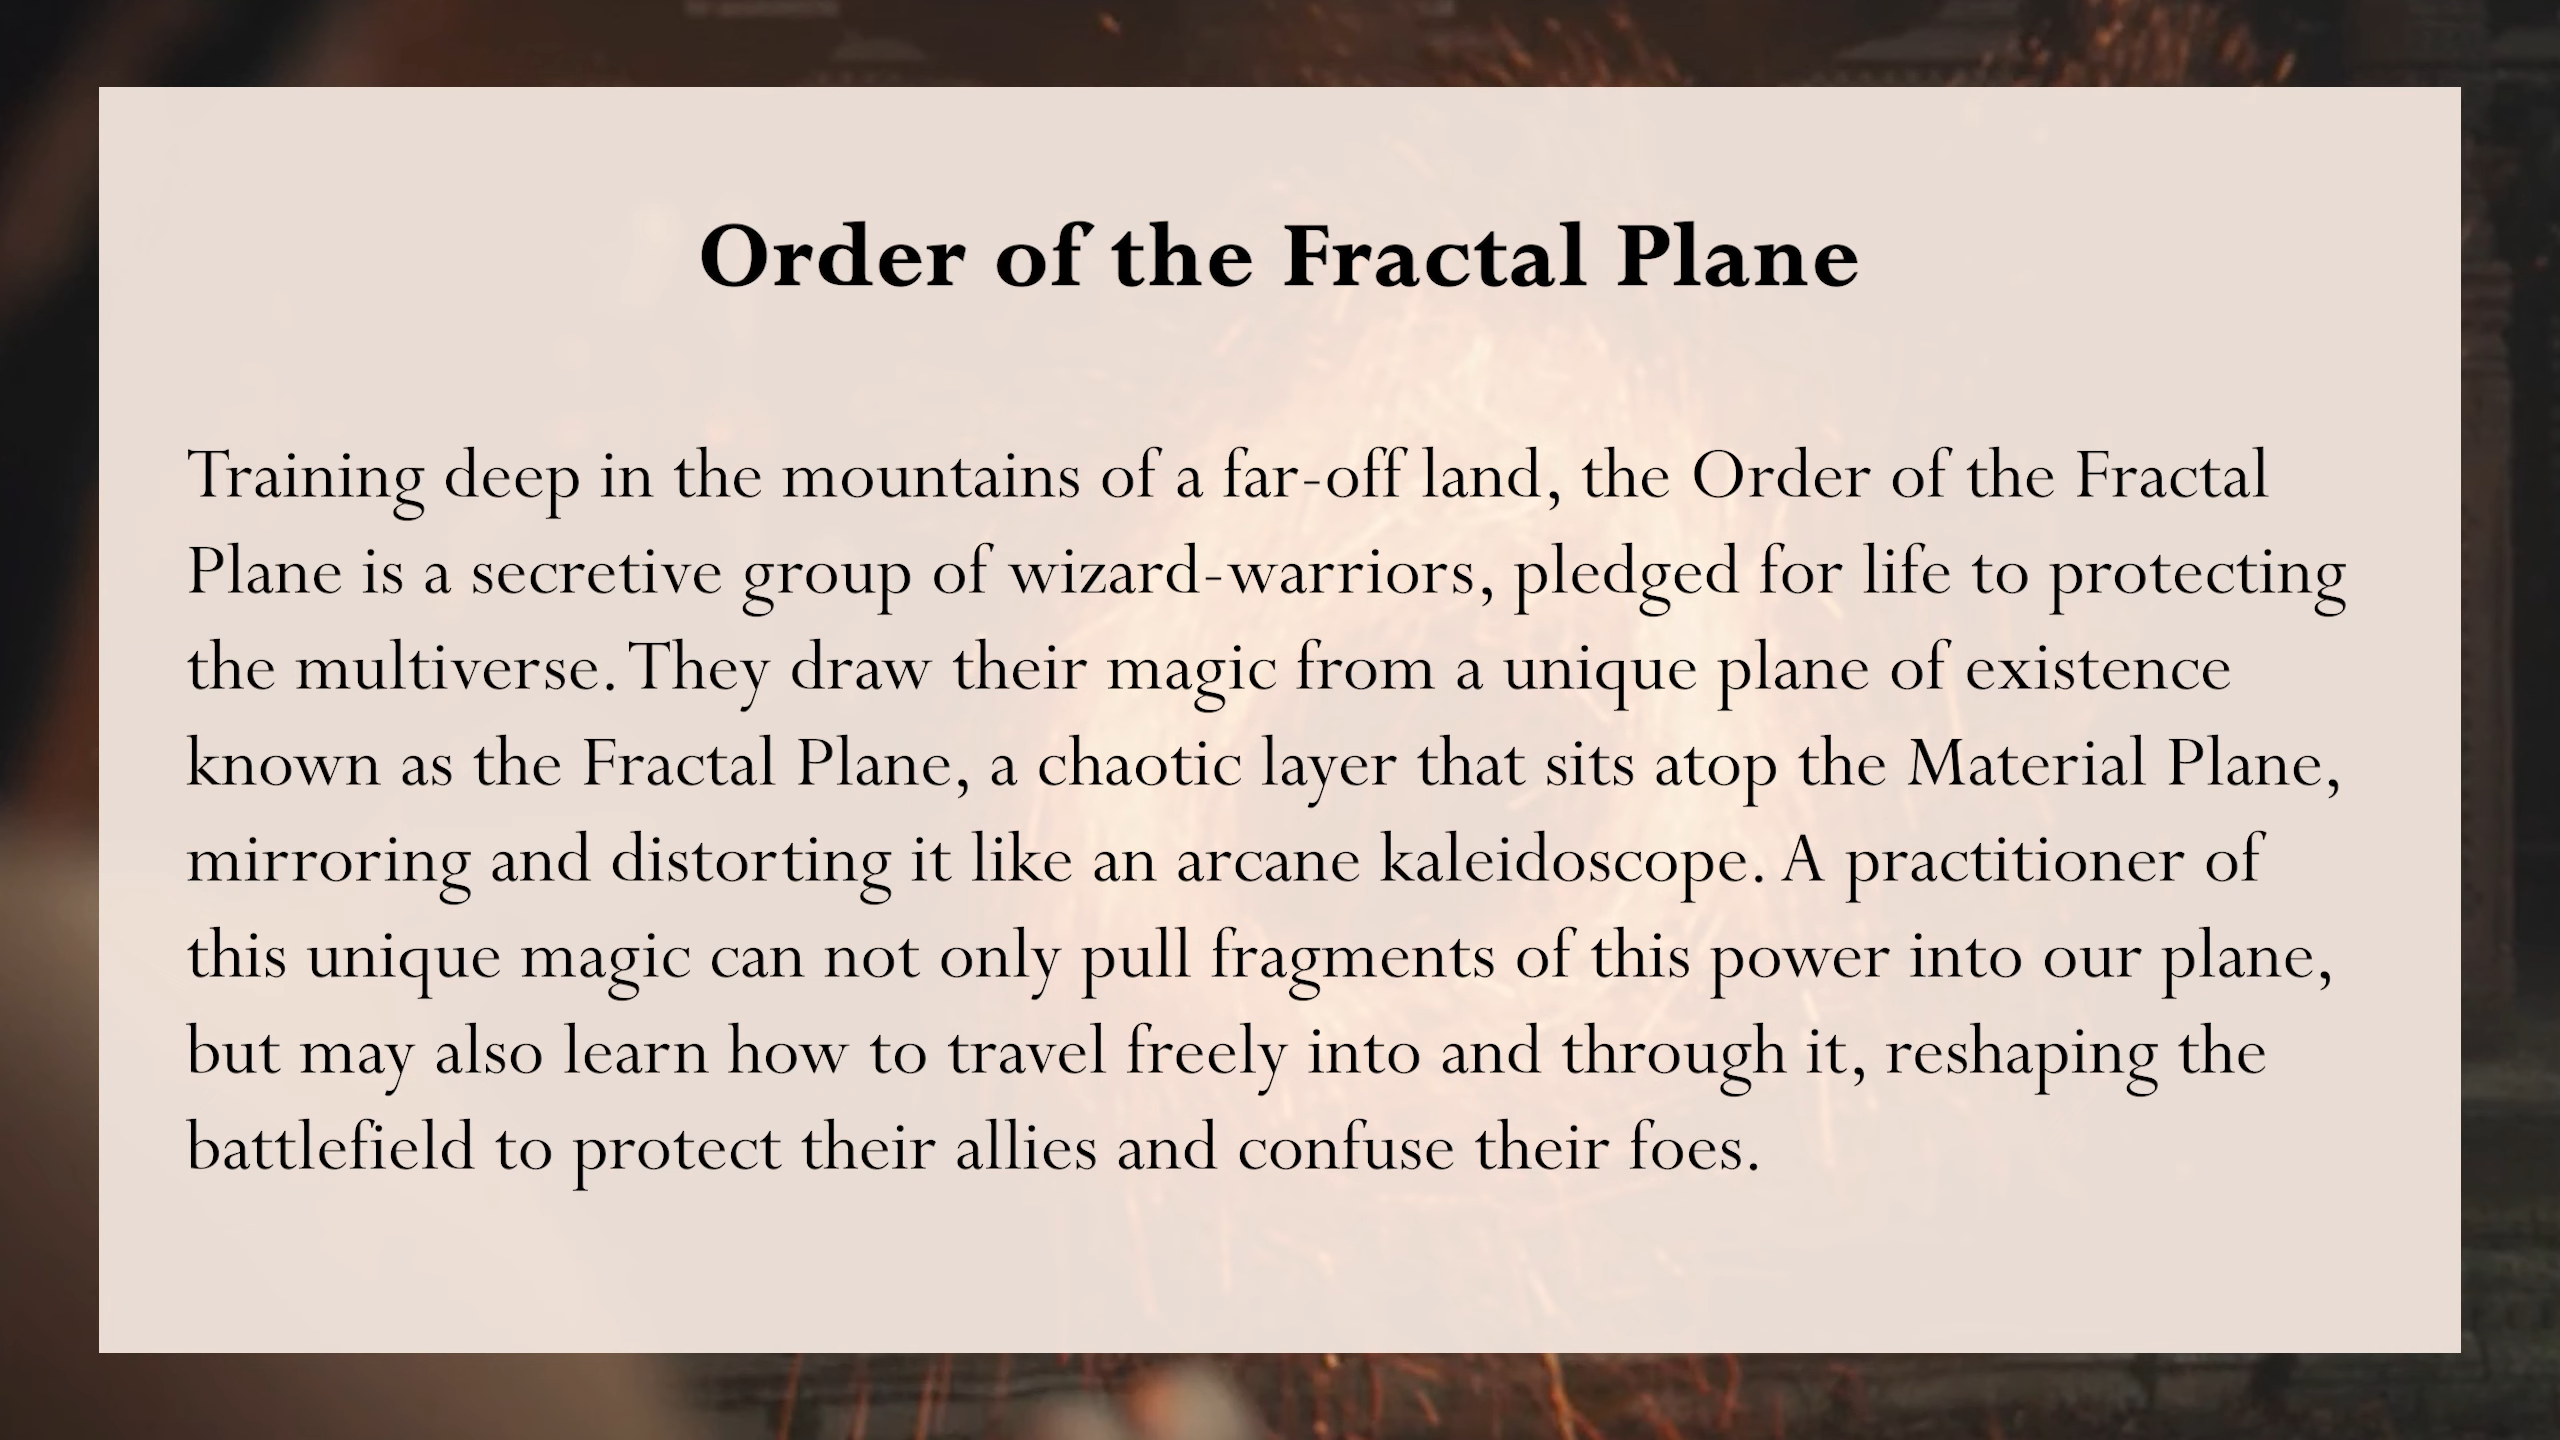 Order of the Fractal Plane
Training deep in the mountains of a far-off land, the Order of the Fractal
Plane is a secretive group of wizard-warriors, pledged for life to protecting
the multiverse. They draw their magic from a unique plane of existence
known as the Fractal Plane, a chaotic layer that sits atop the Material Plane,
mirroring and distorting it like an arcane kaleidoscope. A practitioner of
this unique magic can not only pull fragments of this power into our plane,
but may also learn how to travel freely into and through it, reshaping the
battlefield to protect their allies and confuse their foes.